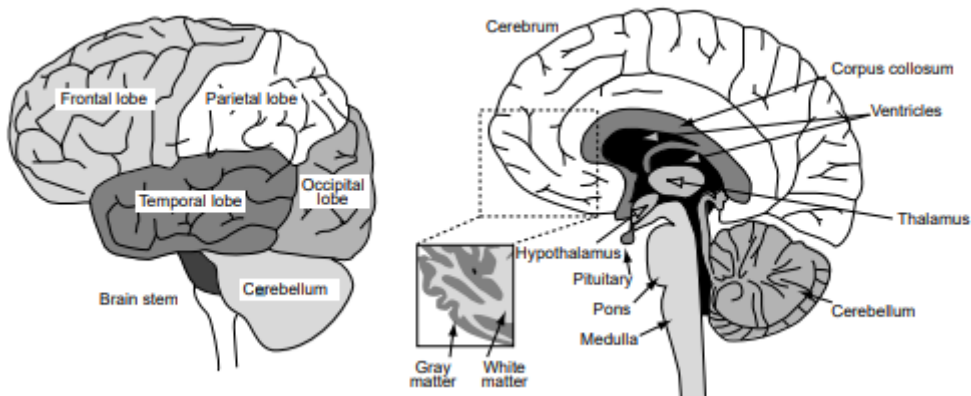 Frontal lobe
Parietal lobe
Temporal lobe
Occipital
lobe
Brain stem
Cerebellum
Cerebrum
Corpus collosum
Ventricles
Thalamus
Hypothalamus
Pituitary
Pons
Medulla
Cerebellum
Gray
matter
White
matter